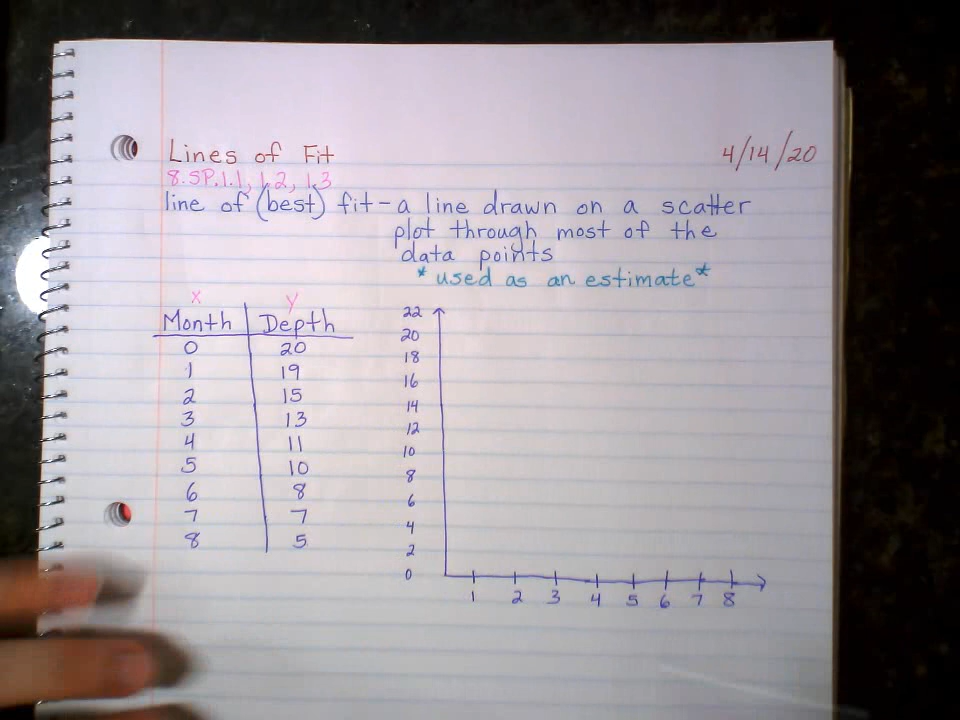 Lines of Fit 4/14/20
8.SP.1.1, 1.2, 1.3
line of (best) fit - a line drawn on a scatter
plot through most of the
data points
*used as an estimate*
x y
Month Depth
0 20
1 19
2 15
3 13
4 11
5 10
6 8
7 7
8 5
22
20
18
16
14
12
10
8
6
4
2
0
1 2 3 4 5 6 7 8